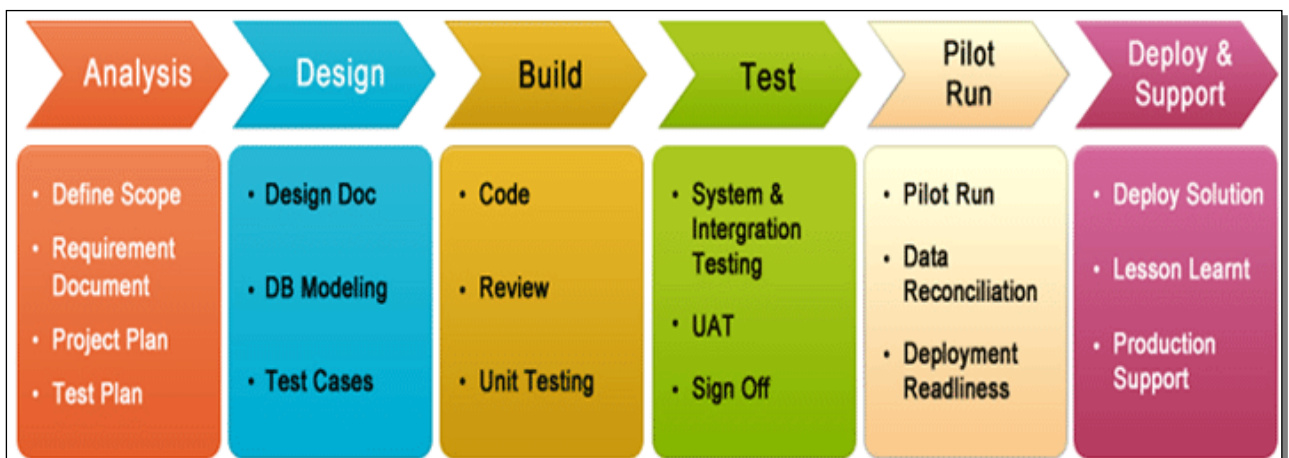 Analysis
Design
Build
Test
Pilot
Run
Deploy &
Support
• Define Scope
• Requirement
Document
• Project Plan
• Test Plan
• Design Doc
• DB Modeling
• Test Cases
• Code
• Review
• Unit Testing
• System &
Intergration
Testing
• UAT
• Sign Off
• Pilot Run
• Data
Reconciliation
• Deployment
Readliness
• Deploy Solution
• Lesson Learnt
• Production
Support